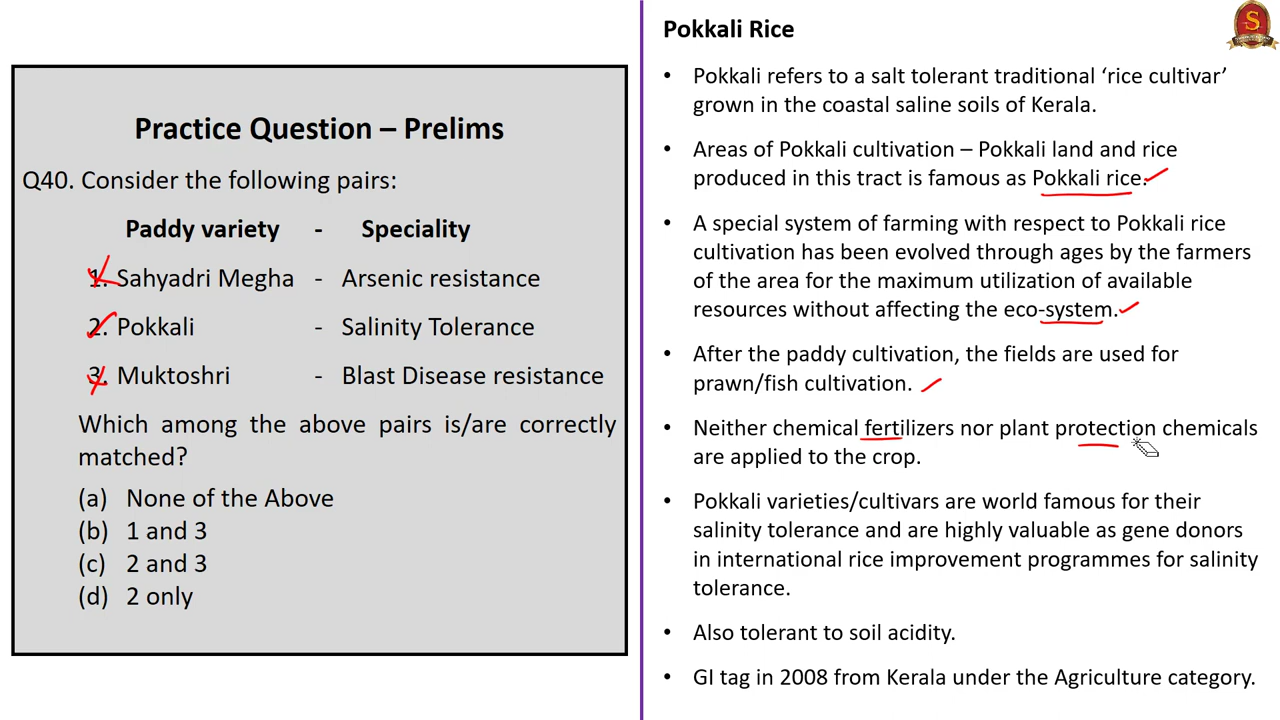 Practice Question – Prelims
Q40. Consider the following pairs:
Paddy variety - Speciality
1. Sahyadri Megha - Arsenic resistance
2. Pokkali - Salinity Tolerance
3. Muktoshri - Blast Disease resistance
Which among the above pairs is/are correctly
matched?
(a) None of the Above
(b) 1 and 3
(c) 2 and 3
(d) 2 only
Pokkali Rice
• Pokkali refers to a salt tolerant traditional ‘rice cultivar’
grown in the coastal saline soils of Kerala.
• Areas of Pokkali cultivation – Pokkali land and rice
produced in this tract is famous as Pokkali rice.
• A special system of farming with respect to Pokkali rice
cultivation has been evolved through ages by the farmers
of the area for the maximum utilization of available
resources without affecting the eco-system.
• After the paddy cultivation, the fields are used for
prawn/fish cultivation.
• Neither chemical fertilizers nor plant protection chemicals
are applied to the crop.
• Pokkali varieties/cultivars are world famous for their
salinity tolerance and are highly valuable as gene donors
in international rice improvement programmes for salinity
tolerance.
• Also tolerant to soil acidity.
• GI tag in 2008 from Kerala under the Agriculture category.
S